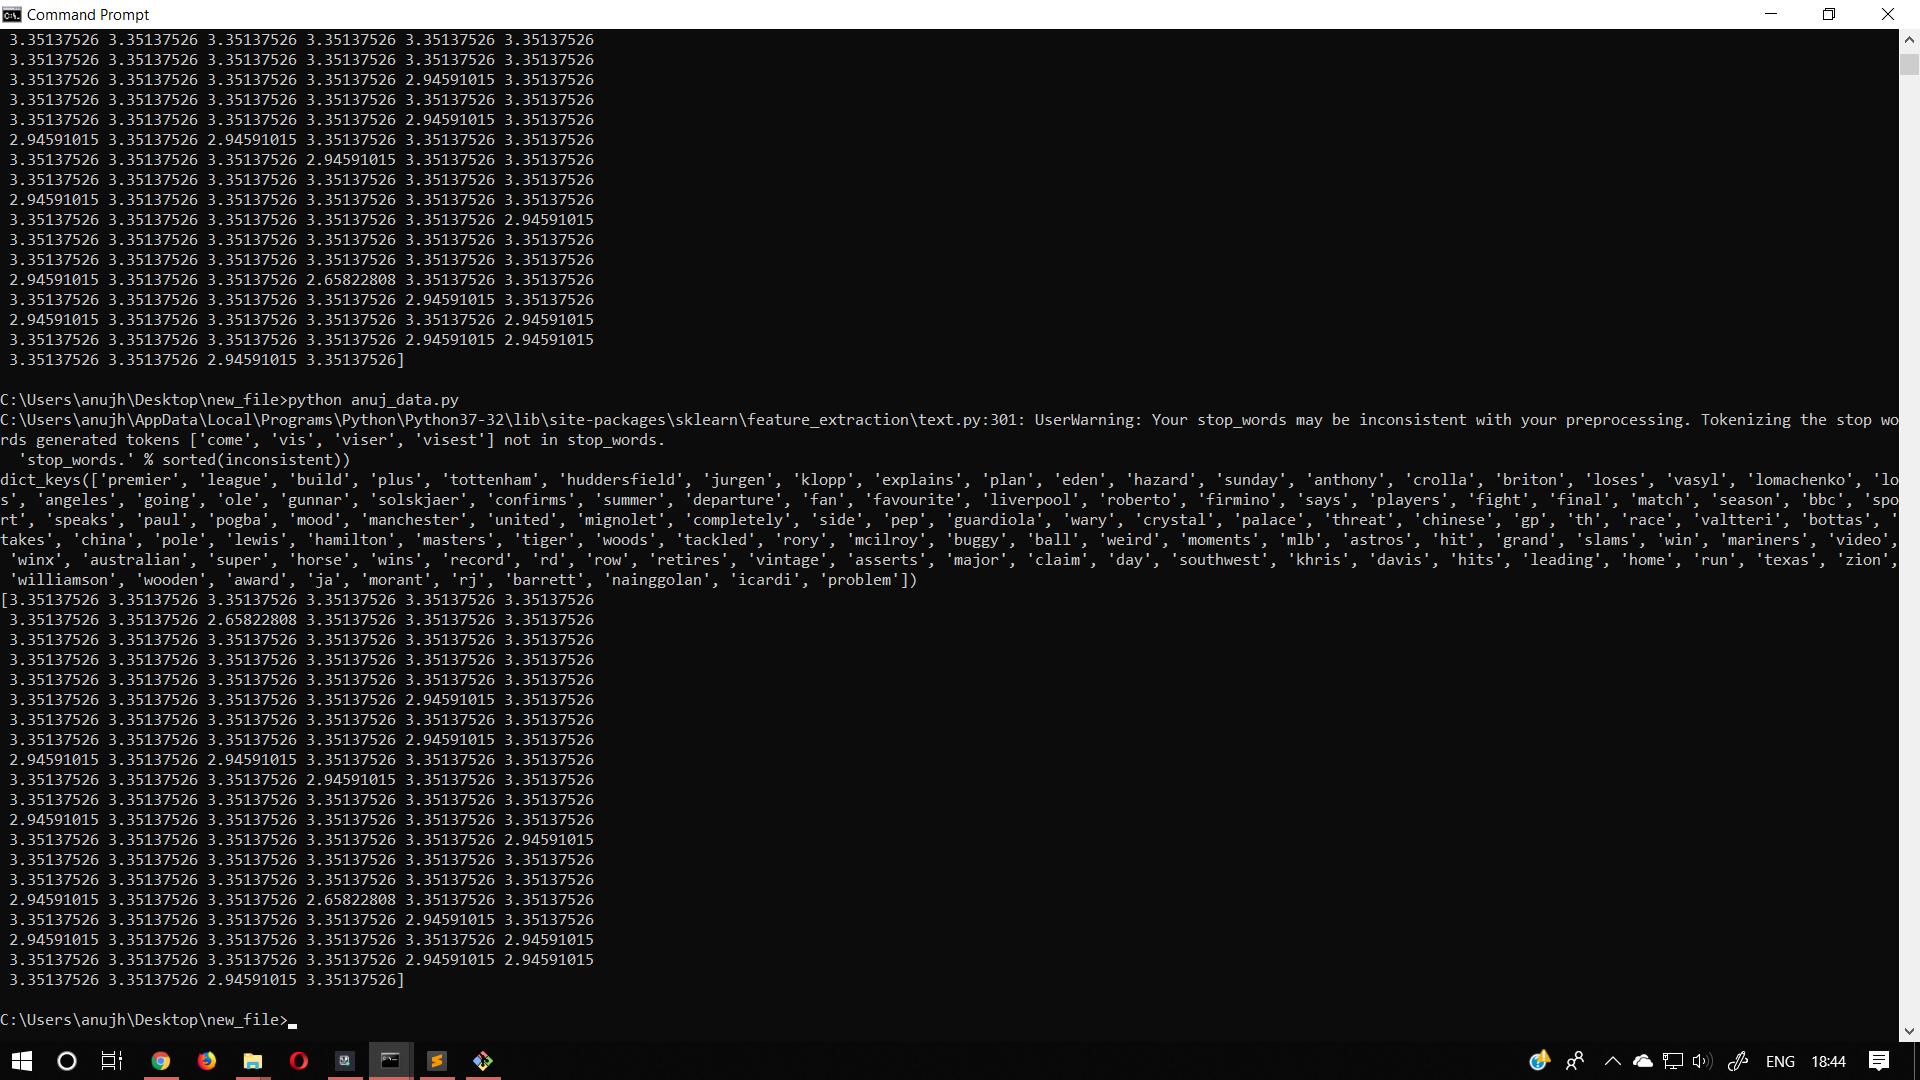 Command Prompt
3.35137526 3.35137526 3.35137526 3.35137526 3.35137526 3.35137526
3.35137526 3.35137526 3.35137526 3.35137526 3.35137526 3.35137526
3.35137526 3.35137526 3.35137526 3.35137526 2.94591015 3.35137526
3.35137526 3.35137526 3.35137526 3.35137526 3.35137526 3.35137526
3.35137526 3.35137526 3.35137526 3.35137526 2.94591015 3.35137526
2.94591015 3.35137526 2.94591015 3.35137526 3.35137526 3.35137526
3.35137526 3.35137526 3.35137526 2.94591015 3.35137526 3.35137526
3.35137526 3.35137526 3.35137526 3.35137526 3.35137526 3.35137526
2.94591015 3.35137526 3.35137526 3.35137526 3.35137526 3.35137526
3.35137526 3.35137526 3.35137526 3.35137526 3.35137526 2.94591015
3.35137526 3.35137526 3.35137526 3.35137526 3.35137526 3.35137526
3.35137526 3.35137526 3.35137526 3.35137526 3.35137526 3.35137526
2.94591015 3.35137526 3.35137526 2.65822808 3.35137526 3.35137526
3.35137526 3.35137526 3.35137526 3.35137526 2.94591015 3.35137526
2.94591015 3.35137526 3.35137526 3.35137526 3.35137526 2.94591015
3.35137526 3.35137526 3.35137526 3.35137526 2.94591015 2.94591015
3.35137526 3.35137526 2.94591015 3.35137526]
C:\Users\anujh\Desktop\new_file>python anuj_data.py
C:\Users\anujh\AppData\Local\Programs\Python\Python37-32\lib\site-packages\sklearn\feature_extraction\text.py:301: UserWarning: Your stop_words may be inconsistent with your preprocessing. Tokenizing the stop wo
rds generated tokens ['come', 'vis', 'viser', 'visest'] not in stop_words.
'stop_words.' % sorted(inconsistent))
dict_keys(['premier', 'league', 'build', 'plus', 'tottenham', 'huddersfield', 'jurgen', 'klopp', 'explains', 'plan', 'eden', 'hazard', 'sunday', 'anthony', 'crolla', 'briton', 'loses', 'vasyl', 'lomachenko', 'lo
s', 'angeles', 'going', 'ole', 'gunnar', 'solskjaer', 'confirms', 'summer', 'departure', 'fan', 'favourite', 'liverpool', 'roberto', 'firmino', 'says', 'players', 'fight', 'final', 'match', 'season', 'bbc', 'spo
rt', 'speaks', 'paul', 'pogba', 'mood', 'manchester', 'united', 'mignolet', 'completely', 'side', 'pep', 'guardiola', 'wary', 'crystal', 'palace', 'threat', 'chinese', 'gp', 'th', 'race', 'valtteri', 'bottas', '
takes', 'china', 'pole', 'lewis', 'hamilton', 'masters', 'tiger', 'woods', 'tackled', 'rory', 'mcilroy', 'buggy', 'ball', 'weird', 'moments', 'mlb', 'astros', 'hit', 'grand', 'slams', 'win', 'mariners', 'video',
'winx', 'australian', 'super', 'horse', 'wins', 'record', 'rd', 'row', 'retires', 'vintage', 'asserts', 'major', 'claim', 'day', 'southwest', 'khris', 'davis', 'hits', 'leading', 'home', 'run', 'texas', 'zion',
'williamson', 'wooden', 'award', 'ja', 'morant', 'rj', 'barrett', 'nainggolan', 'icardi', 'problem'])
[3.35137526 3.35137526 3.35137526 3.35137526 3.35137526 3.35137526
3.35137526 3.35137526 2.65822808 3.35137526 3.35137526 3.35137526
3.35137526 3.35137526 3.35137526 3.35137526 3.35137526 3.35137526
3.35137526 3.35137526 3.35137526 3.35137526 3.35137526 3.35137526
3.35137526 3.35137526 3.35137526 3.35137526 3.35137526 3.35137526
3.35137526 3.35137526 3.35137526 3.35137526 2.94591015 3.35137526
3.35137526 3.35137526 3.35137526 3.35137526 3.35137526 3.35137526
3.35137526 3.35137526 3.35137526 3.35137526 2.94591015 3.35137526
2.94591015 3.35137526 2.94591015 3.35137526 3.35137526 3.35137526
3.35137526 3.35137526 3.35137526 2.94591015 3.35137526 3.35137526
3.35137526 3.35137526 3.35137526 3.35137526 3.35137526 3.35137526
2.94591015 3.35137526 3.35137526 3.35137526 3.35137526 3.35137526
3.35137526 3.35137526 3.35137526 3.35137526 3.35137526 2.94591015
3.35137526 3.35137526 3.35137526 3.35137526 3.35137526 3.35137526
3.35137526 3.35137526 3.35137526 3.35137526 3.35137526 3.35137526
2.94591015 3.35137526 3.35137526 2.65822808 3.35137526 3.35137526
3.35137526 3.35137526 3.35137526 3.35137526 2.94591015 3.35137526
2.94591015 3.35137526 3.35137526 3.35137526 3.35137526 2.94591015
3.35137526 3.35137526 3.35137526 3.35137526 2.94591015 2.94591015
3.35137526 3.35137526 2.94591015 3.35137526]
C:\Users\anujh\Desktop\new_file>
ENG 18:44